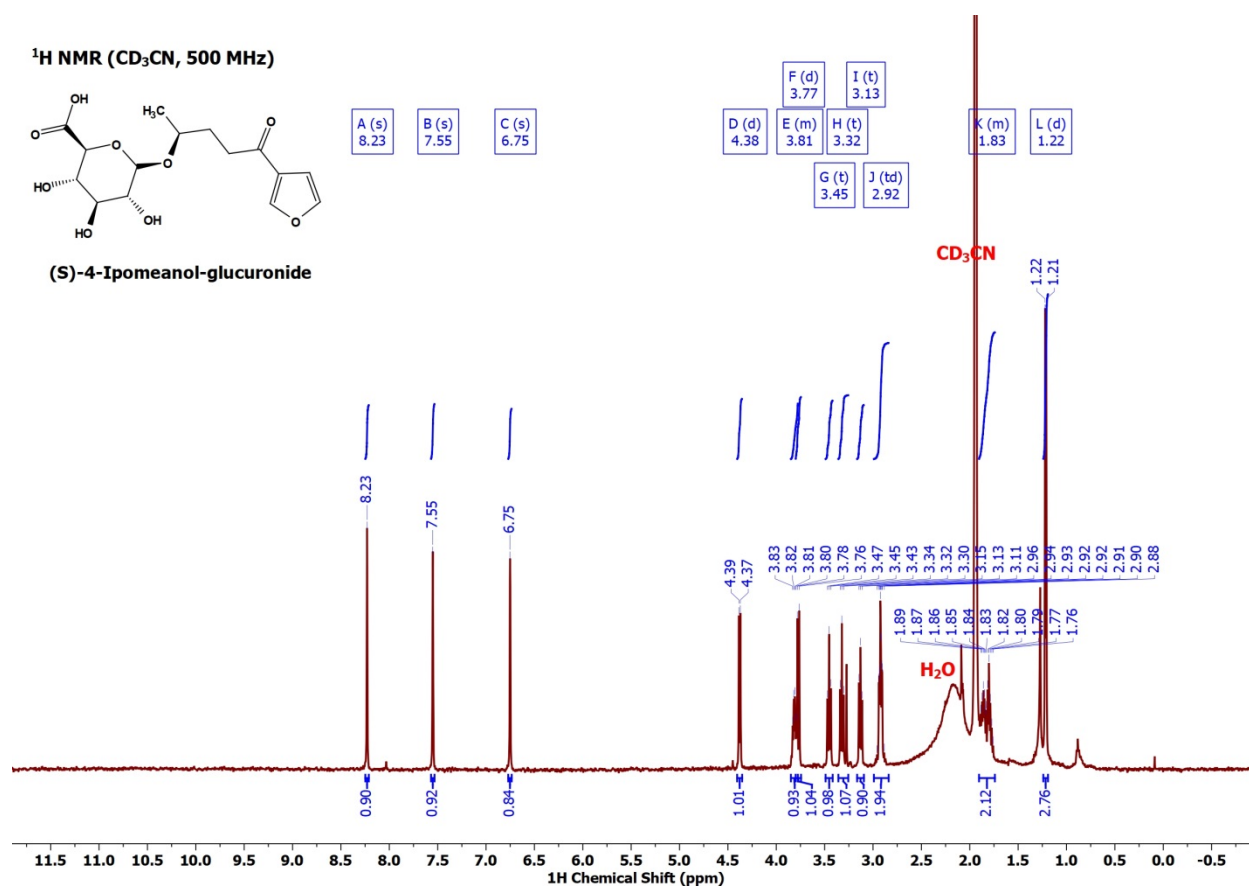 ¹H NMR (CD₃CN, 500 MHz)
OH
O
O
O
O
O
HO
HO
OH
(S)-4-Ipomeanol-glucuronide
A (s)
8.23
B (s)
7.55
C (s)
6.75
D (d)
4.38
F (d)
3.77
E (m)
3.81
G (t)
3.45
H (t)
3.32
I (t)
3.13
J (td)
2.92
K (m)
1.83
L (d)
1.22
CD₃CN
H₂O
8.23
7.55
6.75
4.39
4.37
3.83
3.82
3.81
3.80
3.78
3.76
3.47
3.45
3.43
3.34
3.32
3.30
3.15
3.13
3.11
2.96
2.94
2.93
2.92
2.92
2.91
2.90
2.88
1.89
1.87
1.86
1.85
1.84
1.83
1.82
1.80
1.79
1.77
1.76
1.22
1.21
0.90
0.92
0.84
1.01
0.93
1.04
0.98
1.07
0.90
1.94
2.12
2.76
11.5 11.0 10.5 10.0 9.5 9.0 8.5 8.0 7.5 7.0 6.5 6.0 5.5 5.0 4.5 4.0 3.5 3.0 2.5 2.0 1.5 1.0 0.5 0.0 -0.5
1H Chemical Shift (ppm)